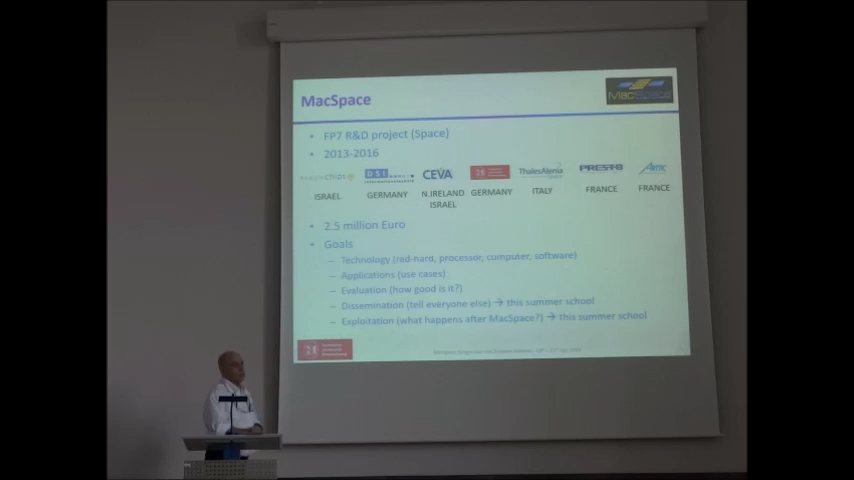 MacSpace
MacSpace
• FP7 R&D project (Space)
• 2013-2016
CEVA
ThalesAlenia
PRESTO
ISRAEL
GERMANY
N.IRELAND
ISRAEL
GERMANY
ITALY
FRANCE
FRANCE
• 2.5 million Euro
• Goals
– Technology (rad-hard, processor, computer, software)
– Applications (use cases)
– Evaluation (how good is it?)
– Dissemination (tell everyone else) → this summer school
– Exploitation (what happens after MacSpace?) → this summer school